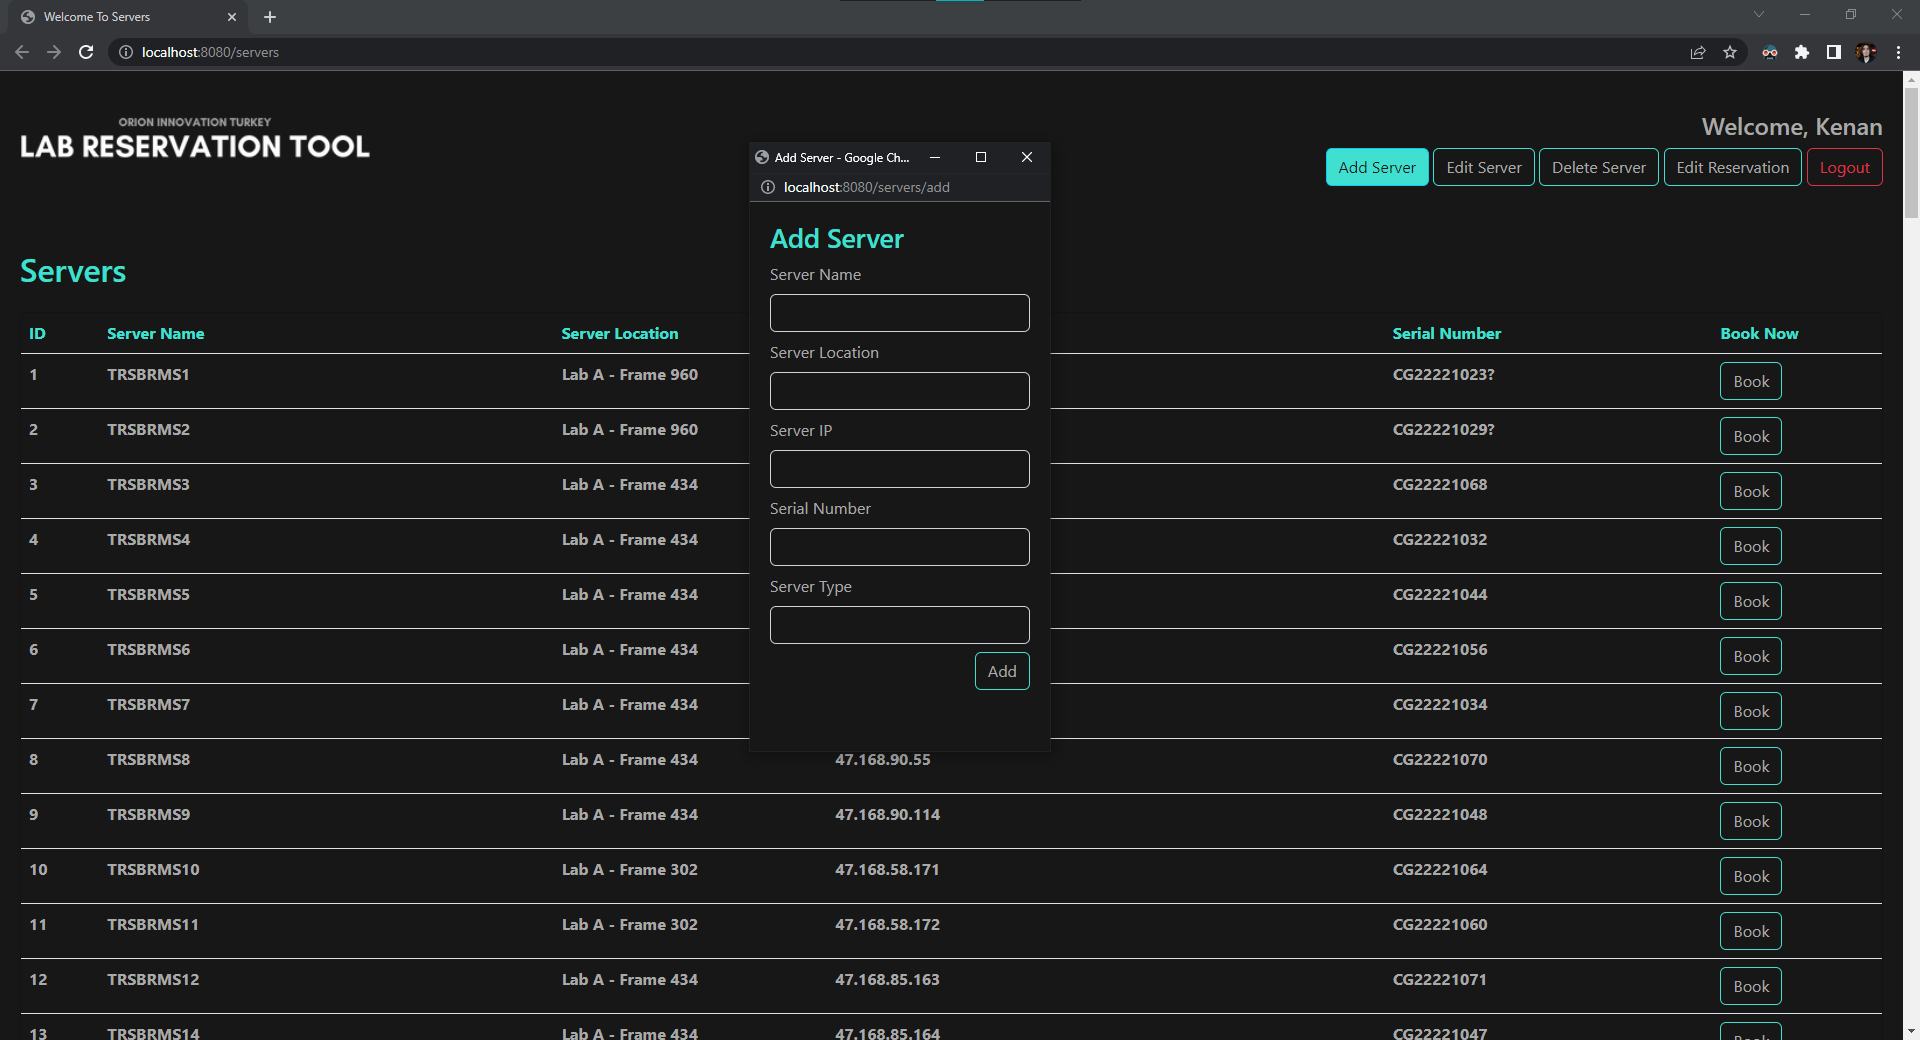 Welcome To Servers
localhost:8080/servers
ORION INNOVATION TURKEY
LAB RESERVATION TOOL
Welcome, Kenan
Add Server Edit Server Delete Server Edit Reservation Logout
Add Server - Google Ch...
localhost:8080/servers/add
Add Server
Server Name
Server Location
Server IP
Serial Number
Server Type
Add
Servers
ID Server Name Server Location Serial Number Book Now
1 TRSBRMS1 Lab A - Frame 960 CG22221023? Book
2 TRSBRMS2 Lab A - Frame 960 CG22221029? Book
3 TRSBRMS3 Lab A - Frame 434 CG22221068 Book
4 TRSBRMS4 Lab A - Frame 434 CG22221032 Book
5 TRSBRMS5 Lab A - Frame 434 CG22221044 Book
6 TRSBRMS6 Lab A - Frame 434 CG22221056 Book
7 TRSBRMS7 Lab A - Frame 434 CG22221034 Book
8 TRSBRMS8 Lab A - Frame 434 47.168.90.55 CG22221070 Book
9 TRSBRMS9 Lab A - Frame 434 47.168.90.114 CG22221048 Book
10 TRSBRMS10 Lab A - Frame 302 47.168.58.171 CG22221064 Book
11 TRSBRMS11 Lab A - Frame 302 47.168.58.172 CG22221060 Book
12 TRSBRMS12 Lab A - Frame 434 47.168.85.163 CG22221071 Book
13 TRSBRMS14 Lab A - Frame 434 47.168.85.164 CG22221047 Book